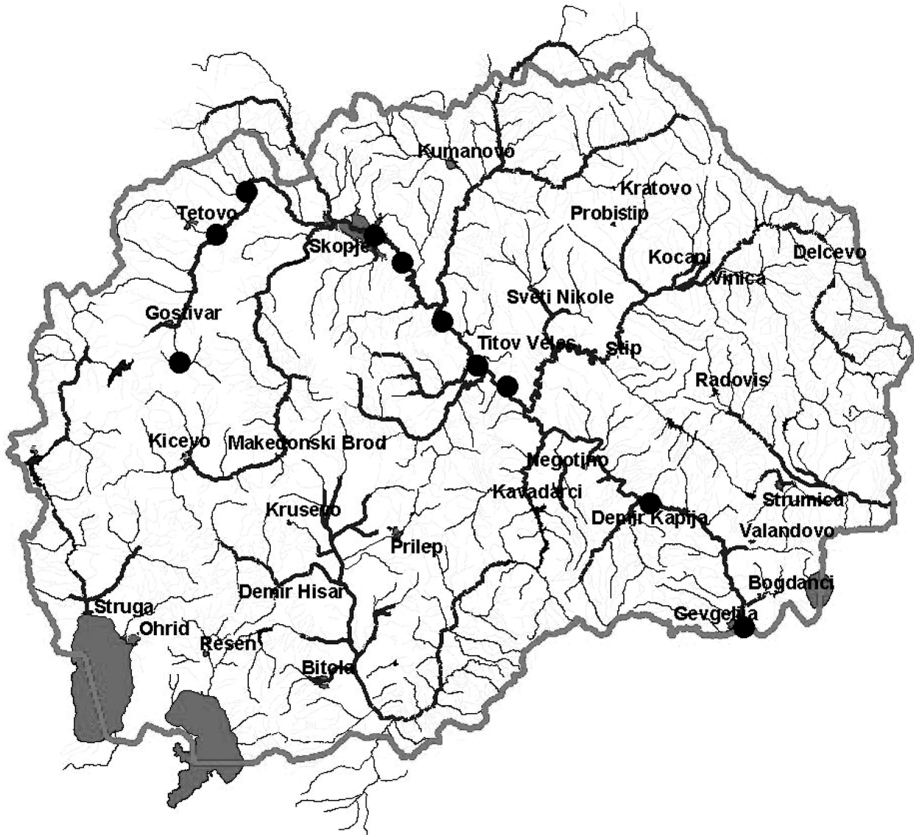 Kumanovo
Kratovo
Tetovo
Probistip
Skopje
Kocani
Delcevo
Vinica
Gostivar
Sveti Nikole
Titov Veles
Stip
Radovis
Kicevo
Makedonski Brod
Negotino
Kavadarci
Strumica
Krusevo
Demir Kapija
Valandovo
Prilep
Demir Hisar
Bogdanci
Struga
Gevgelija
Ohrid
Resen
Bitola